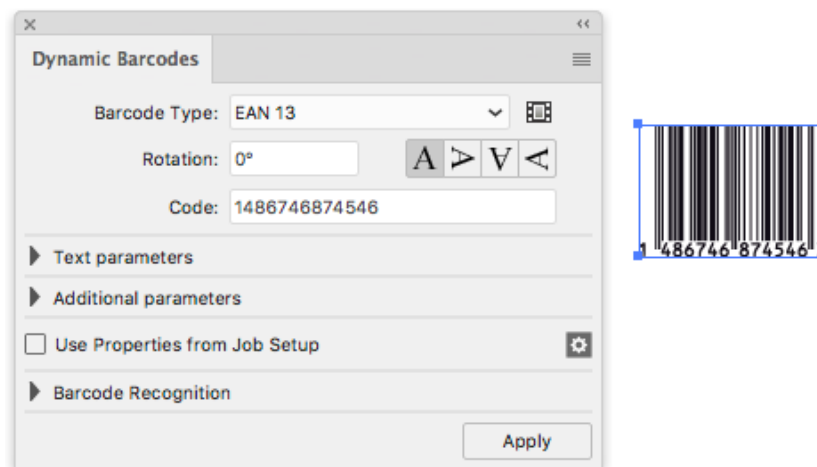 Dynamic Barcodes
Barcode Type: EAN 13
Rotation: 0° A A A A
Code: 1486746874546
Text parameters
Additional parameters
Use Properties from Job Setup
Barcode Recognition
Apply
1 486746 874546